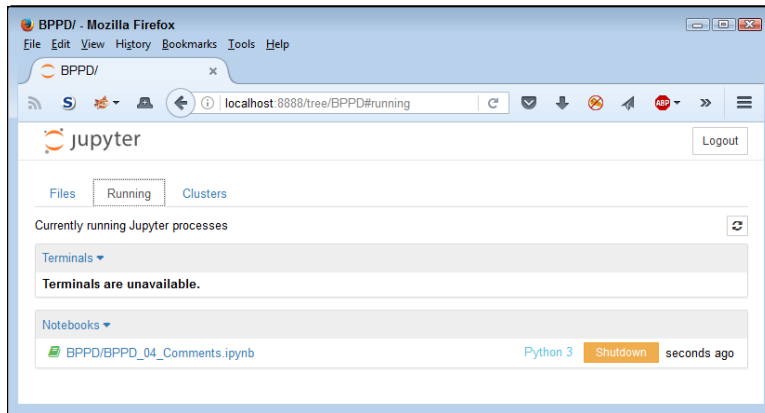 BPPD/ - Mozilla Firefox
File Edit View History Bookmarks Tools Help
BPPD/ ×
S) localhost:8888/tree/BPPD#running ABP »
jupyter Logout
Files Running Clusters
Currently running Jupyter processes
Terminals
Terminals are unavailable.
Notebooks
BPPD/BPPD_04_Comments.ipynb Python 3 Shutdown seconds ago